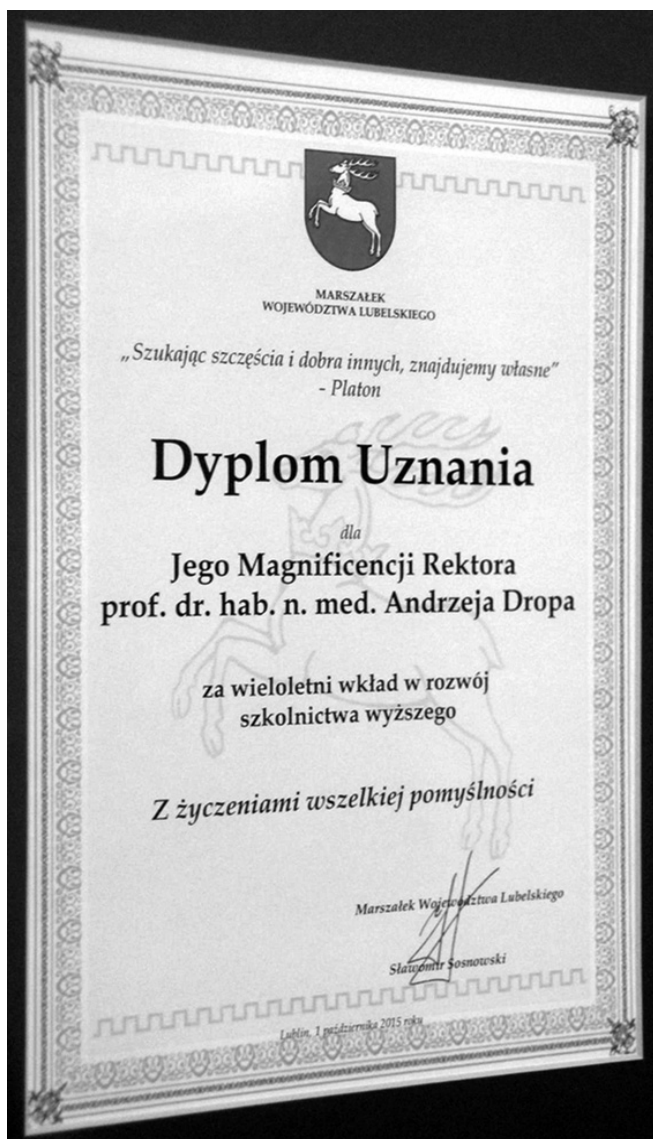 MARSZAŁEK
WOJEWÓDZTWA LUBELSKIEGO
„Szukając szczęścia i dobra innych, znajdujemy własne”
- Platon
Dyplom Uznania
dla
Jego Magnificencji Rektora
prof. dr. hab. n. med. Andrzeja Dropa
za wieloletni wkład w rozwój
szkolnictwa wyższego
Z życzeniami wszelkiej pomyślności
Marszałek Województwa Lubelskiego
Sławomir Sosnowski
Lublin, 1 października 2015 roku